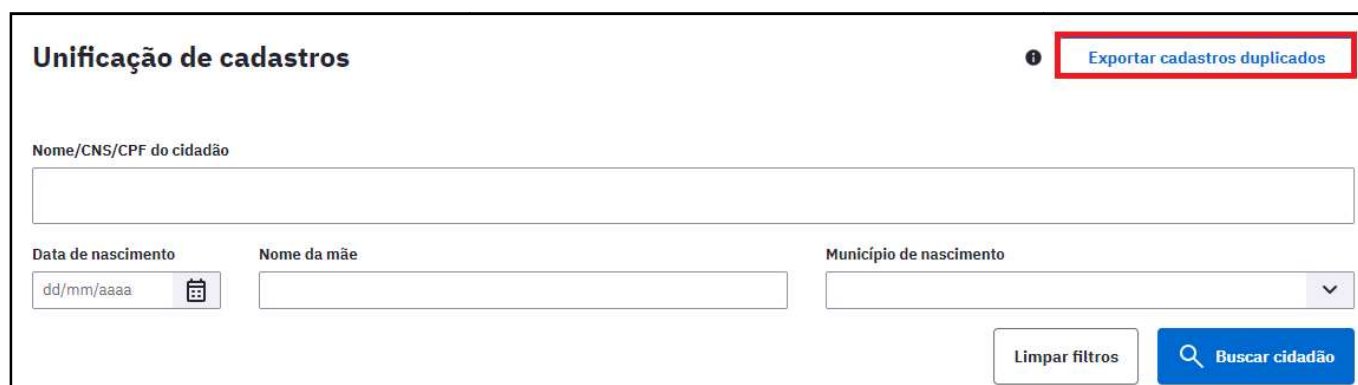 Unificação de cadastros
Exportar cadastros duplicados
Nome/CNS/CPF do cidadão
Data de nascimento
Nome da mãe
Município de nascimento
dd/mm/aaaa
Limpar filtros
Buscar cidadão